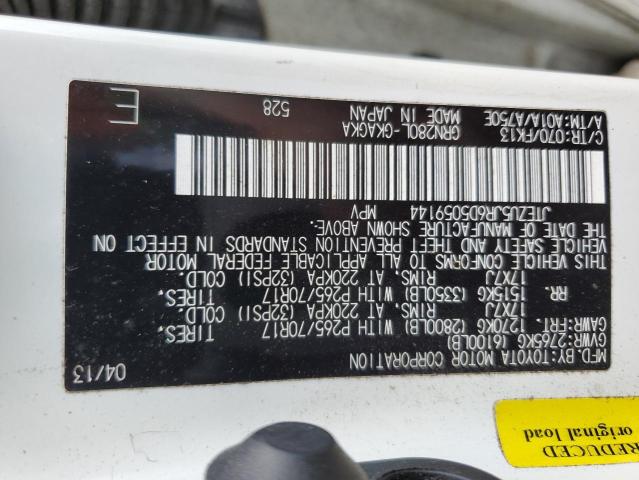 MFD.BY:TOYOTA MOTOR CORPORATION 04/13
GVWR:2765KG (6100LB)
GAWR:FRT. 1270KG (2800LB) WITH P265/70R17 TIRES.
17X7J RIMS. AT 220KPA (32PSI) COLD.
RR. 1515KG (3350LB) WITH P265/70R17 TIRES.
17X7J RIMS. AT 220KPA (32PSI) COLD.
THIS VEHICLE CONFORMS TO ALL APPLICABLE FEDERAL MOTOR
VEHICLE SAFETY AND THEFT PREVENTION STANDARDS IN EFFECT ON
THE DATE OF MANUFACTURE SHOWN ABOVE.
JTEZU5JR6D5059144 MPV
C/TR:070/FK13 GRN280L-GKAGKA 528 E
A/TM:A01A/A750E MADE IN JAPAN
REDUCED
original load